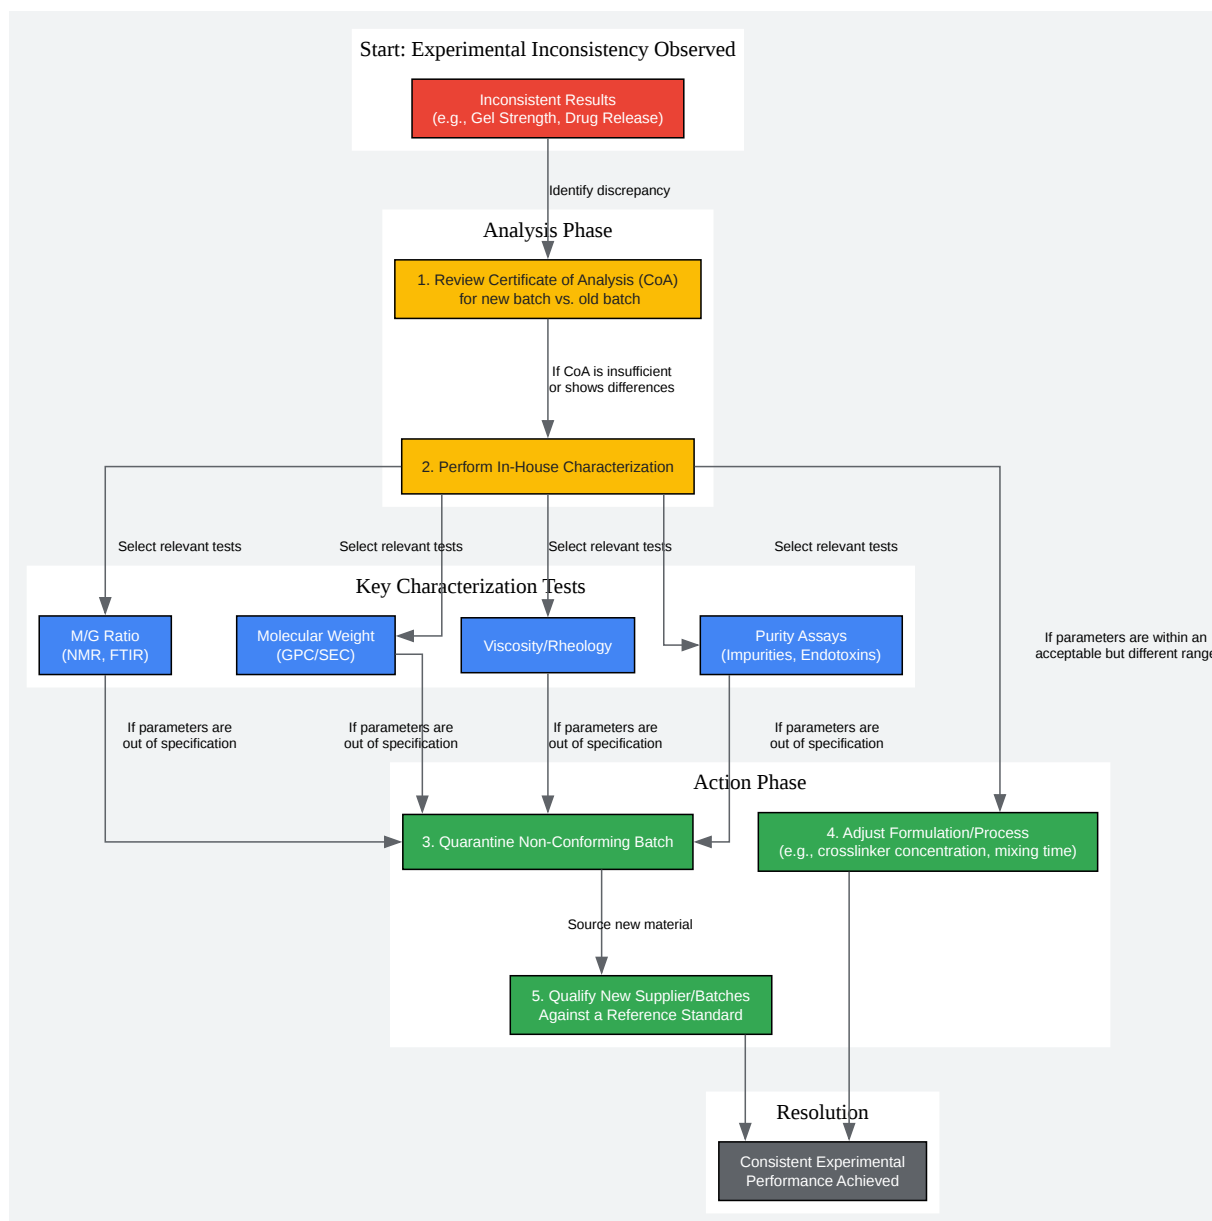 Start: Experimental Inconsistency Observed
Inconsistent Results
(e.g., Gel Strength, Drug Release)
Identify discrepancy
Analysis Phase
1. Review Certificate of Analysis (CoA)
for new batch vs. old batch
If CoA is insufficient
or shows differences
2. Perform In-House Characterization
Select relevant tests
Select relevant tests
Select relevant tests
Select relevant tests
Key Characterization Tests
M/G Ratio
(NMR, FTIR)
Molecular Weight
(GPC/SEC)
Viscosity/Rheology
Purity Assays
(Impurities, Endotoxins)
If parameters are within an
acceptable but different range
If parameters are
out of specification
If parameters are
out of specification
If parameters are
out of specification
If parameters are
out of specification
Action Phase
3. Quarantine Non-Conforming Batch
4. Adjust Formulation/Process
(e.g., crosslinker concentration, mixing time)
Source new material
5. Qualify New Supplier/Batches
Against a Reference Standard
Resolution
Consistent Experimental
Performance Achieved